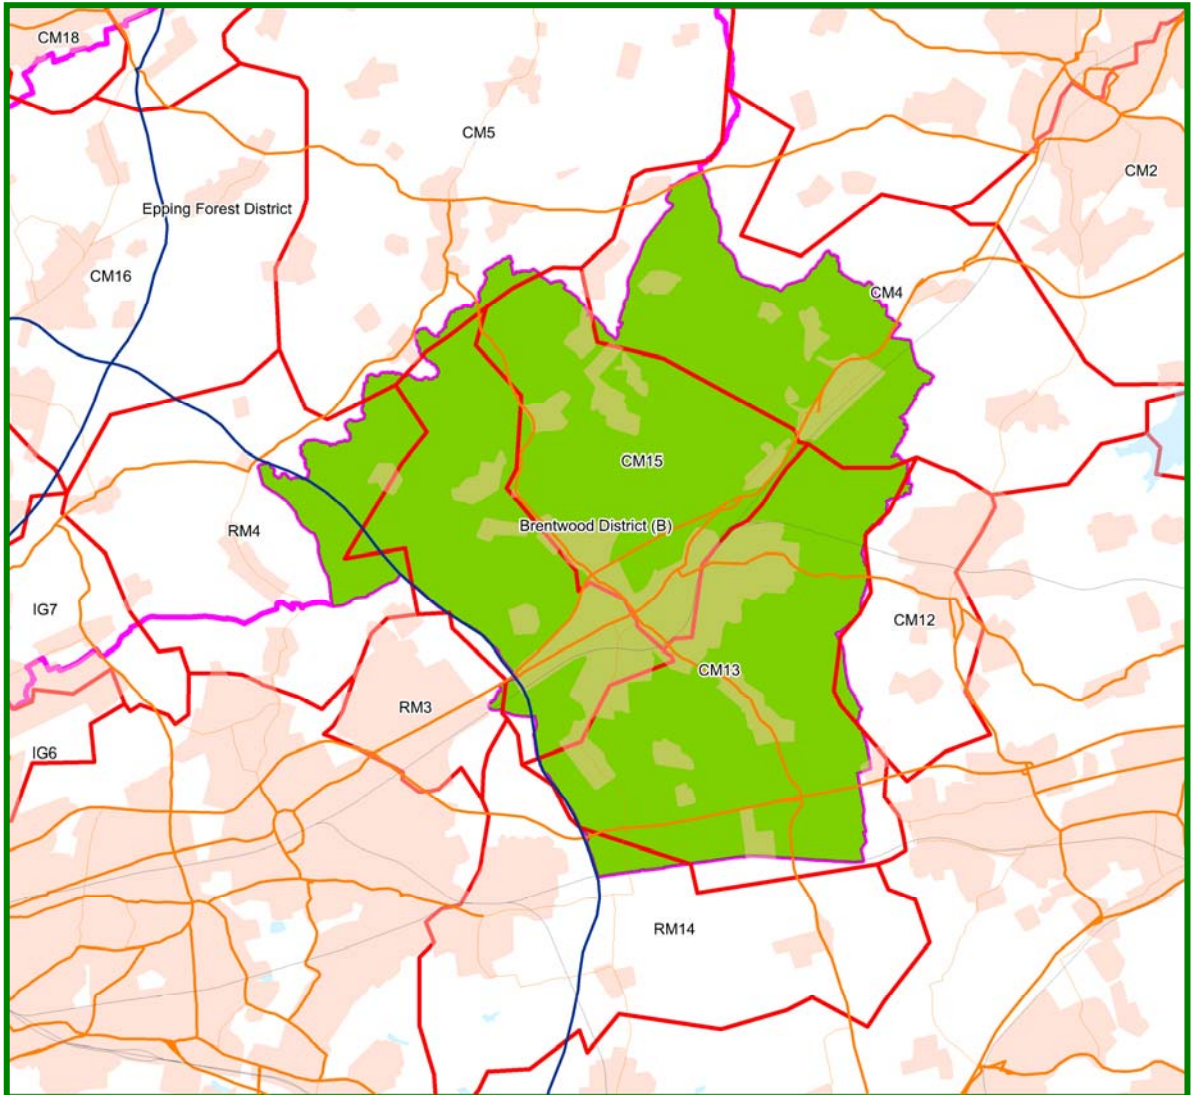 CM18
CM5
CM2
Epping Forest District
CM16
CM4
CM15
Brentwood District (B)
RM4
IG7
CM12
CM13
RM3
IG6
RM14